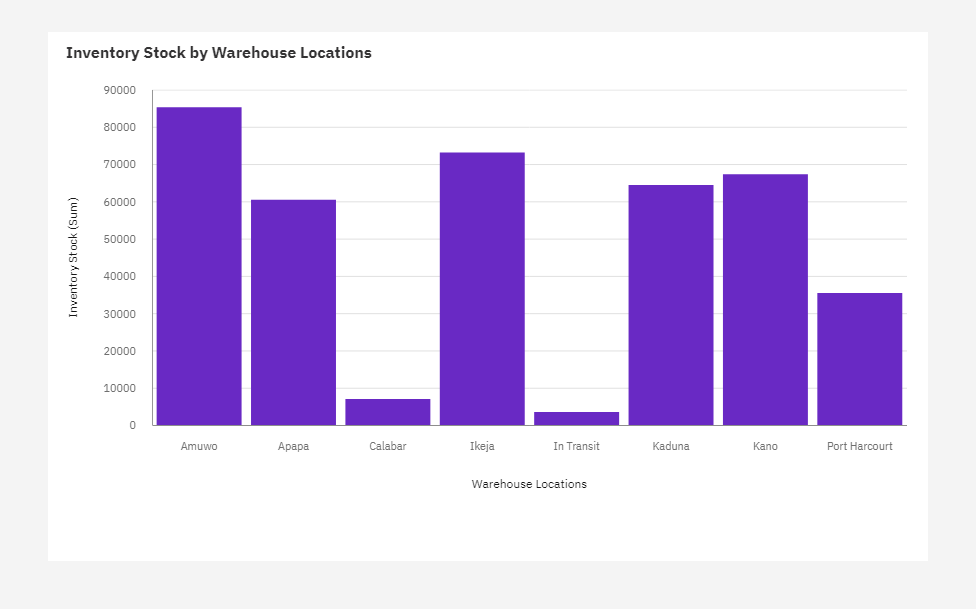 Inventory Stock by Warehouse Locations
90000
80000
70000
60000
50000
40000
30000
20000
10000
0
Inventory Stock (Sum)
Amuwo Apapa Calabar Ikeja In Transit Kaduna Kano Port Harcourt
Warehouse Locations